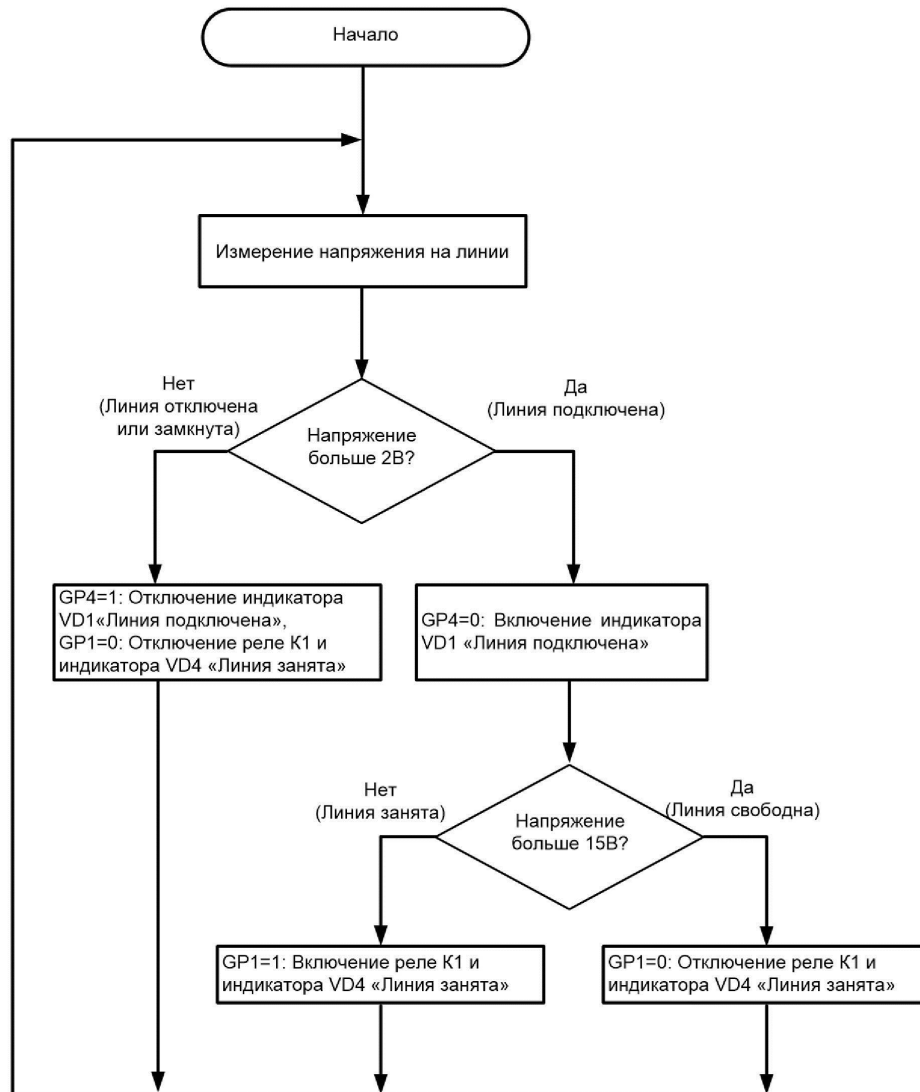 Начало
Измерение напряжения на линии
Нет
(Линия отключена
или замкнута)
Да
(Линия подключена)
Напряжение
больше 2В?
GP4=1: Отключение индикатора
VD1«Линия подключена»,
GP1=0: Отключение реле К1 и
индикатора VD4 «Линия занята»
GP4=0: Включение индикатора
VD1 «Линия подключена»
Нет
(Линия занята)
Да
(Линия свободна)
Напряжение
больше 15В?
GP1=1: Включение реле К1 и
индикатора VD4 «Линия занята»
GP1=0: Отключение реле К1 и
индикатора VD4 «Линия занята»